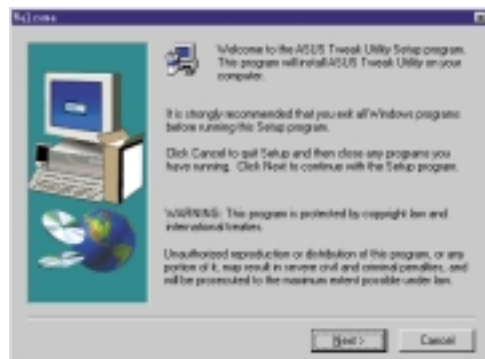 Welcome
Welcome to the ASUS Tweak Utility Setup program.
This program will install ASUS Tweak Utility on your
computer.
It is strongly recommended that you exit all Windows programs
before running this Setup program.
Click Cancel to quit Setup and then close any programs you
have running. Click Next to continue with the Setup program.
WARNING: This program is protected by copyright law and
international treaties.
Unauthorized reproduction or distribution of this program, or any
portion of it, may result in severe civil and criminal penalties, and
will be prosecuted to the maximum extent possible under law.
Next >
Cancel